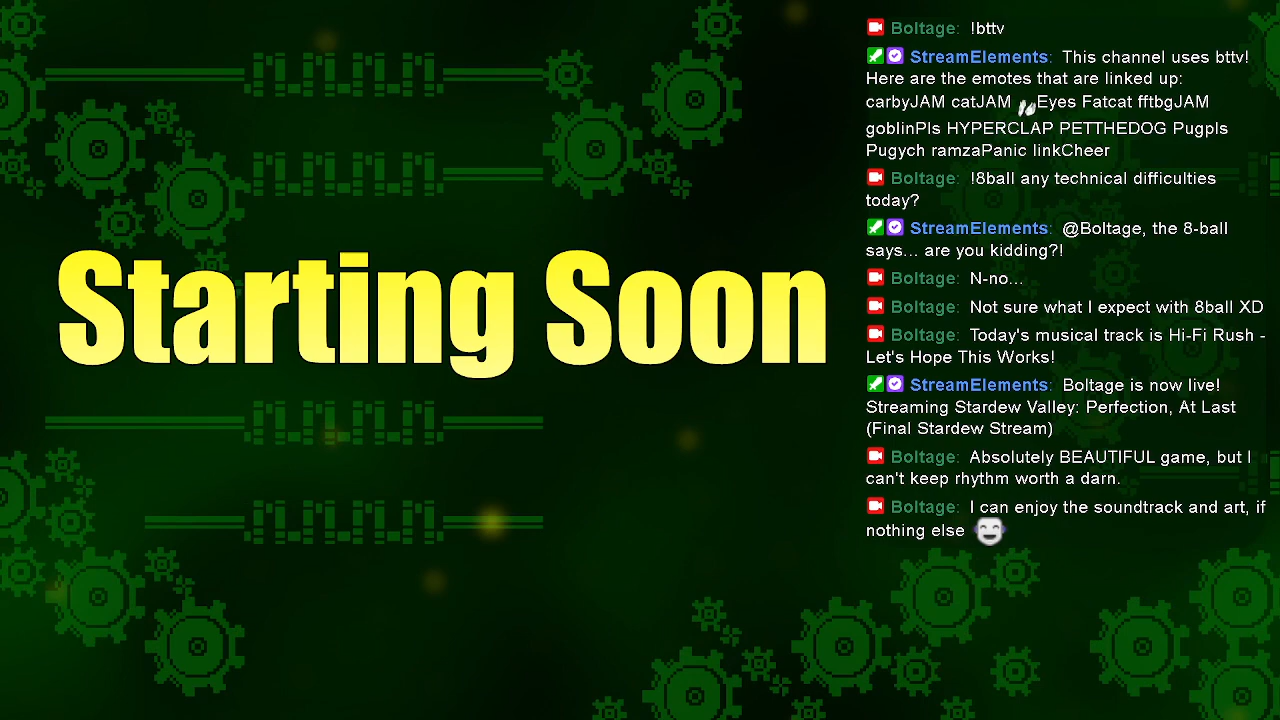 Starting Soon
Boltage: !bttv
StreamElements: This channel uses bttv!
Here are the emotes that are linked up:
carbyJAM catJAM Eyes Fatcat fftbgJAM
goblinPls HYPERCLAP PETTHEDOG Pugpls
Pugych ramzaPanic linkCheer
Boltage: !8ball any technical difficulties
today?
StreamElements: @Boltage, the 8-ball
says... are you kidding?!
Boltage: N-no...
Boltage: Not sure what I expect with 8ball XD
Boltage: Today's musical track is Hi-Fi Rush -
Let's Hope This Works!
StreamElements: Boltage is now live!
Streaming Stardew Valley: Perfection, At Last
(Final Stardew Stream)
Boltage: Absolutely BEAUTIFUL game, but I
can't keep rhythm worth a darn.
Boltage: I can enjoy the soundtrack and art, if
nothing else